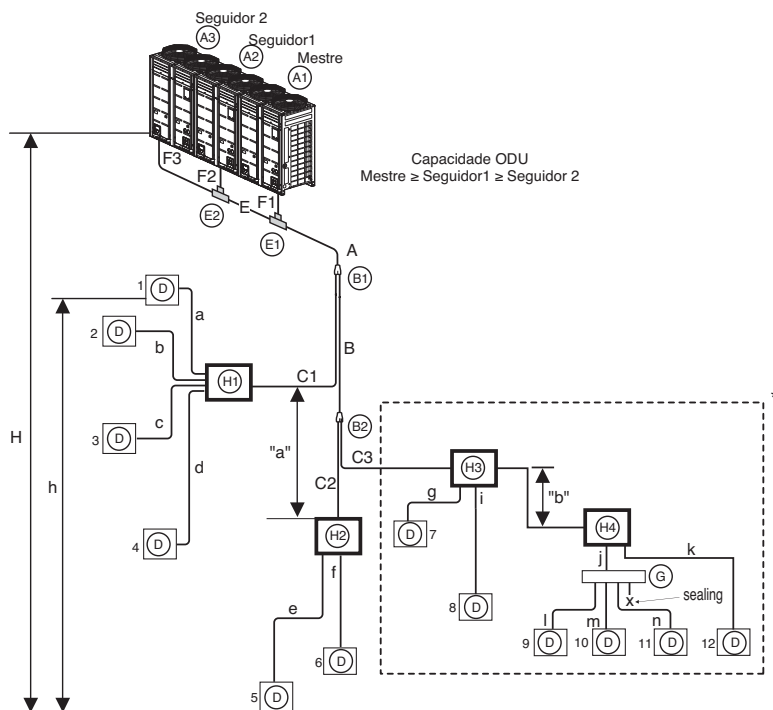 Seguidor 2
A3
Seguidor1
A2
Mestre
A1
Capacidade ODU
Mestre ≥ Seguidor1 ≥ Seguidor 2
F3
F2
F1
E
E2
E1
A
B1
1 D
a
2 D
b
B
H1
C1
3 D
c
d
H
h
"a"
B2
*
C3
H3
C2
g
i
"b"
4 D
H2
D 7
H4
j
k
f
G
e
8 D
x
sealing
l
m
n
9 D
10 D
11 D
12 D
6 D
5 D